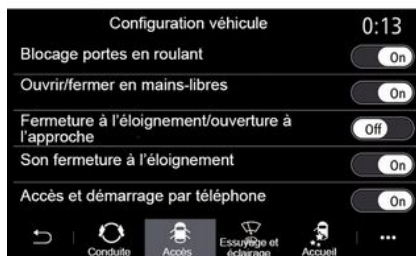 Configuration véhicule 0:13
Blocage portes en roulant On
Ouvrir/fermer en mains-libres On
Fermeture à l'éloignement/ouverture à
l'approche Off
Son fermeture à l'éloignement On
Accès et démarrage par téléphone On
Conduite Accès Essuyage et
éclairage Accueil